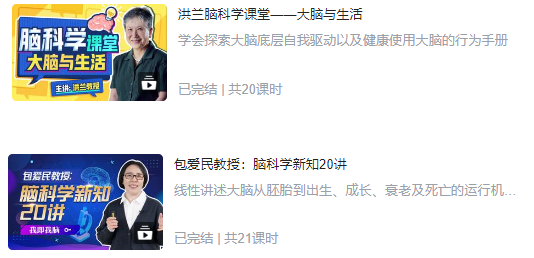 脑科学课堂
大脑与生活
主讲：洪兰教授
洪兰脑科学课堂——大脑与生活
学会探索大脑底层自我驱动以及健康使用大脑的行为手册
已完结 | 共20课时
包爱民教授：
脑科学新知
20讲
我即我脑
包爱民教授：脑科学新知20讲
线性讲述大脑从胚胎到出生、成长、衰老及死亡的运行机...
已完结 | 共21课时